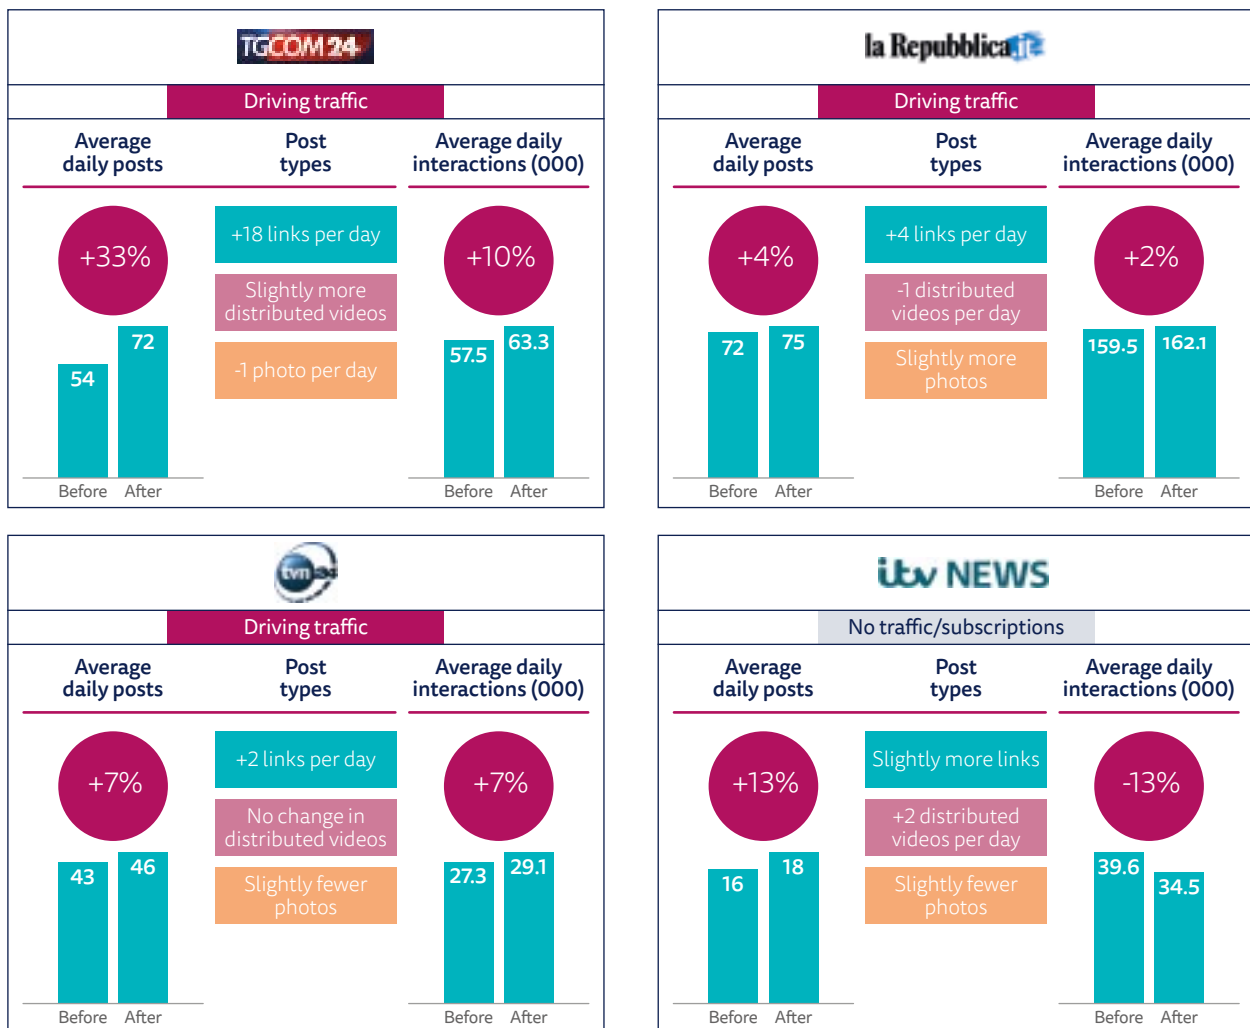 TGCOM 24
Driving traffic
Average
daily posts
Post
types
Average daily
interactions (000)
+33%
+18 links per day
Slightly more
distributed videos
-1 photo per day
+10%
54
72
57.5
63.3
Before
After
Before
After
la Repubblica.it
Driving traffic
Average
daily posts
Post
types
Average daily
interactions (000)
+4%
+4 links per day
-1 distributed
videos per day
Slightly more
photos
+2%
72
75
159.5
162.1
Before
After
Before
After
tvn24
Driving traffic
Average
daily posts
Post
types
Average daily
interactions (000)
+7%
+2 links per day
No change in
distributed videos
Slightly fewer
photos
+7%
43
46
27.3
29.1
Before
After
Before
After
itv NEWS
No traffic/subscriptions
Average
daily posts
Post
types
Average daily
interactions (000)
+13%
Slightly more links
+2 distributed
videos per day
Slightly fewer
photos
-13%
16
18
39.6
34.5
Before
After
Before
After